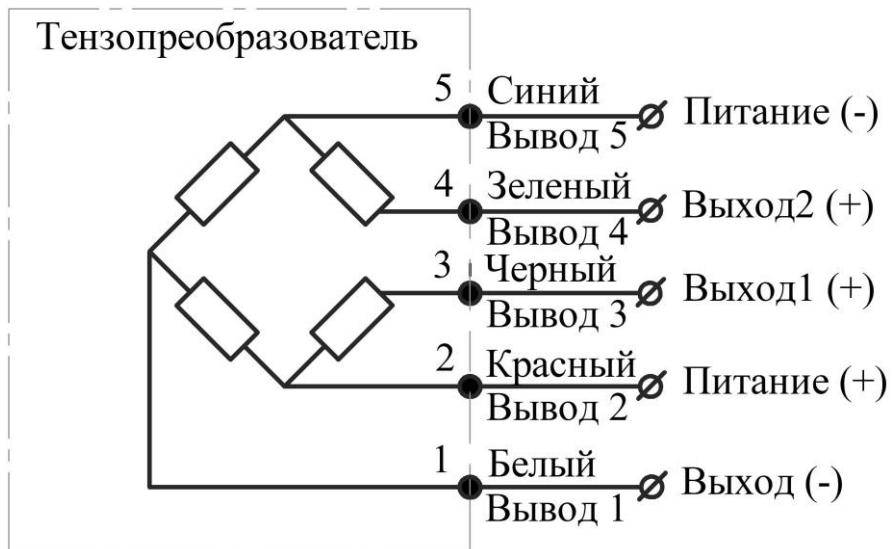 Тензопреобразователь
5 Синий
Вывод 5
Питание (-)
4 Зеленый
Вывод 4
Выход2 (+)
3 Черный
Вывод 3
Выход1 (+)
2 Красный
Вывод 2
Питание (+)
1 Белый
Вывод 1
Выход (-)